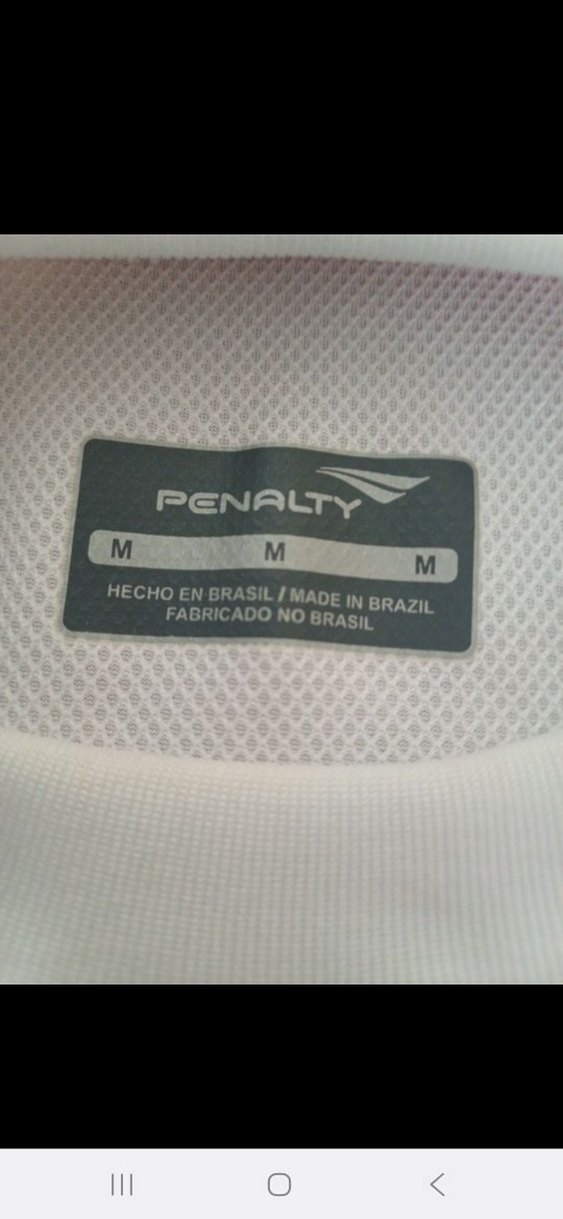 PENALTY
M M M
HECHO EN BRASIL / MADE IN BRAZIL
FABRICADO NO BRASIL